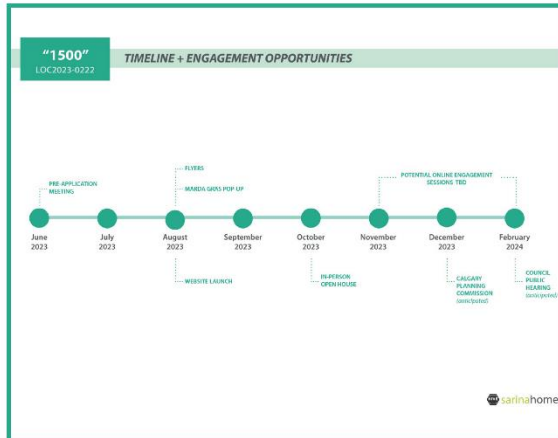 "1500"
LOC2023-0222
TIMELINE + ENGAGEMENT OPPORTUNITIES
PRE-APPLICATION
MEETING
FLYERS
MARDA GRAS POP-UP
POTENTIAL ONLINE ENGAGEMENT
SESSIONS TBD
June
2023
July
2023
August
2023
September
2023
October
2023
November
2023
December
2023
February
2024
WEBSITE LAUNCH
IN-PERSON
OPEN HOUSE
CALGARY
PLANNING
COMMISSION
(anticipated)
COUNCIL
PUBLIC
HEARING
(anticipated)
sarinahome